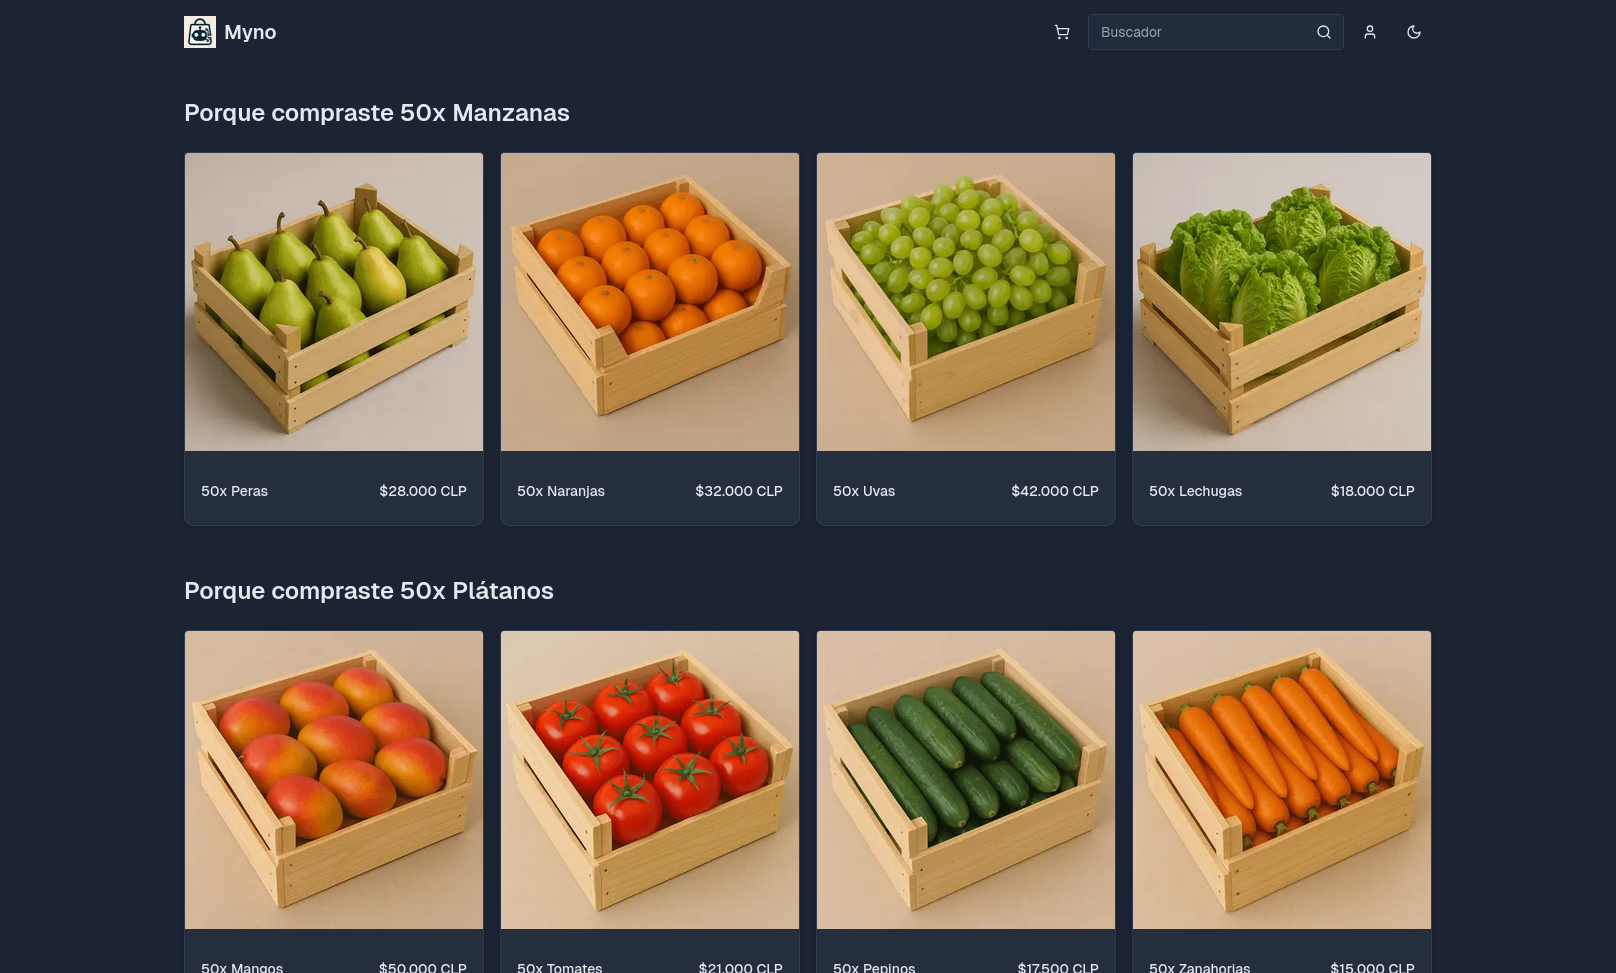 Myno
Buscador
Porque compraste 50x Manzanas
50x Peras $28.000 CLP
50x Naranjas $32.000 CLP
50x Uvas $42.000 CLP
50x Lechugas $18.000 CLP
Porque compraste 50x Plátanos
50x Mangos $50.000 CLP
50x Tomates $21.000 CLP
50x Pepinos $17.500 CLP
50x Zanahorias $15.000 CLP